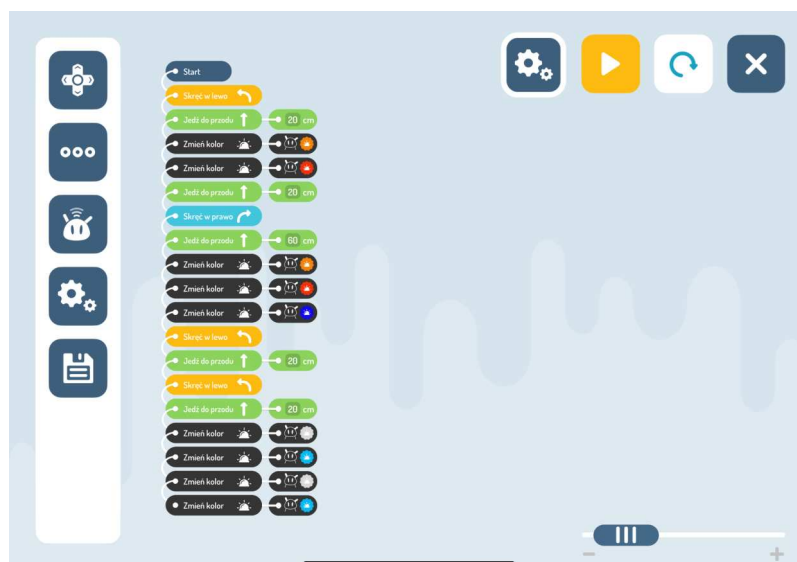 Start
Skręć w lewo
Jedź do przodu 20 cm
Zmień kolor
Zmień kolor
Jedź do przodu 20 cm
Skręć w prawo
Jedź do przodu 60 cm
Zmień kolor
Zmień kolor
Zmień kolor
Skręć w lewo
Jedź do przodu 20 cm
Skręć w lewo
Jedź do przodu 20 cm
Zmień kolor
Zmień kolor
Zmień kolor
Zmień kolor